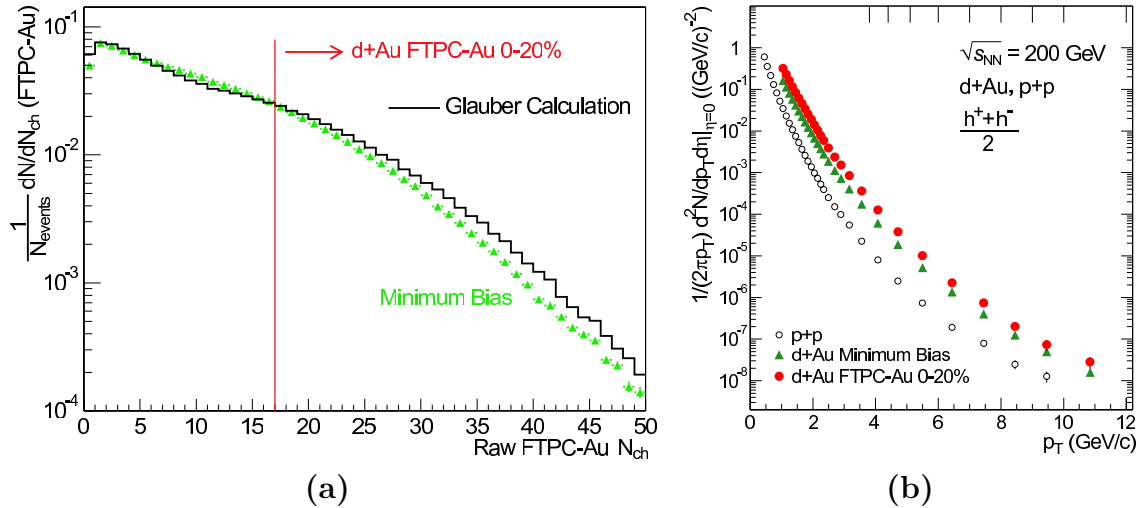 1/N_events dN/dN_ch (FTPC-Au)
10^-1
10^-2
10^-3
10^-4
d+Au FTPC-Au 0-20%
Glauber Calculation
Minimum Bias
0 5 10 15 20 25 30 35 40 45 50
Raw FTPC-Au N_ch
(a)
1/(2πp_T) d^2N/dp_Tdη|_η=0 ((GeV/c)^-2)
1
10^-1
10^-2
10^-3
10^-4
10^-5
10^-6
10^-7
10^-8
√s_NN = 200 GeV
d+Au, p+p
h^+ + h^-
2
p+p
d+Au Minimum Bias
d+Au FTPC-Au 0-20%
0 2 4 6 8 10 12
p_T (GeV/c)
(b)